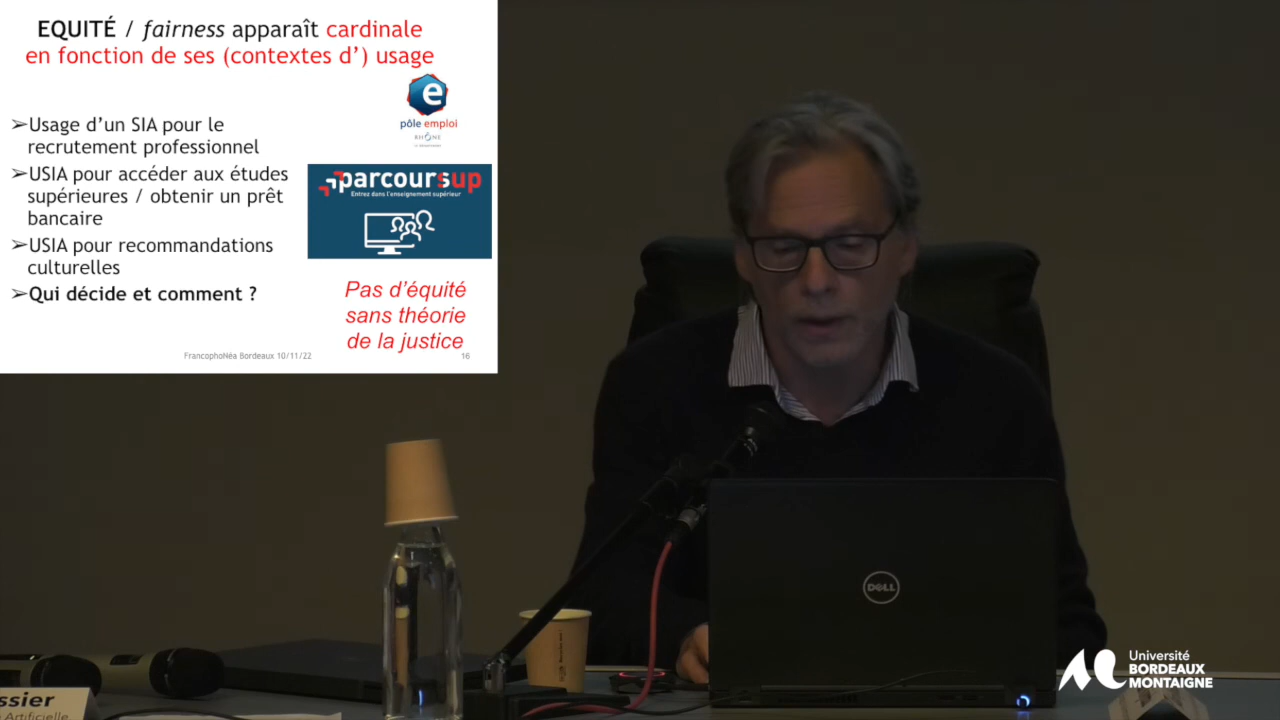 EQUITÉ / fairness apparaît cardinale
en fonction de ses (contextes d') usage
➢Usage d'un SIA pour le
recrutement professionnel
➢USIA pour accéder aux études
supérieures / obtenir un prêt
bancaire
➢USIA pour recommandations
culturelles
➢Qui décide et comment ?
e
pôle emploi
RHÔNE
parcoursup
Entrez dans l'enseignement supérieur
Pas d'équité
sans théorie
de la justice
FrancophoNéa Bordeaux 10/11/22
16
DELL
ssier
Artificielle
Université
BORDEAUX
MONTAIGNE